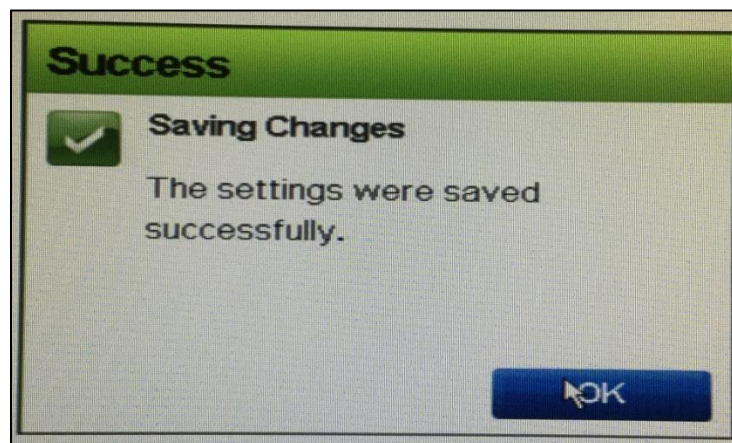 Success
Saving Changes
The settings were saved
successfully.
OK